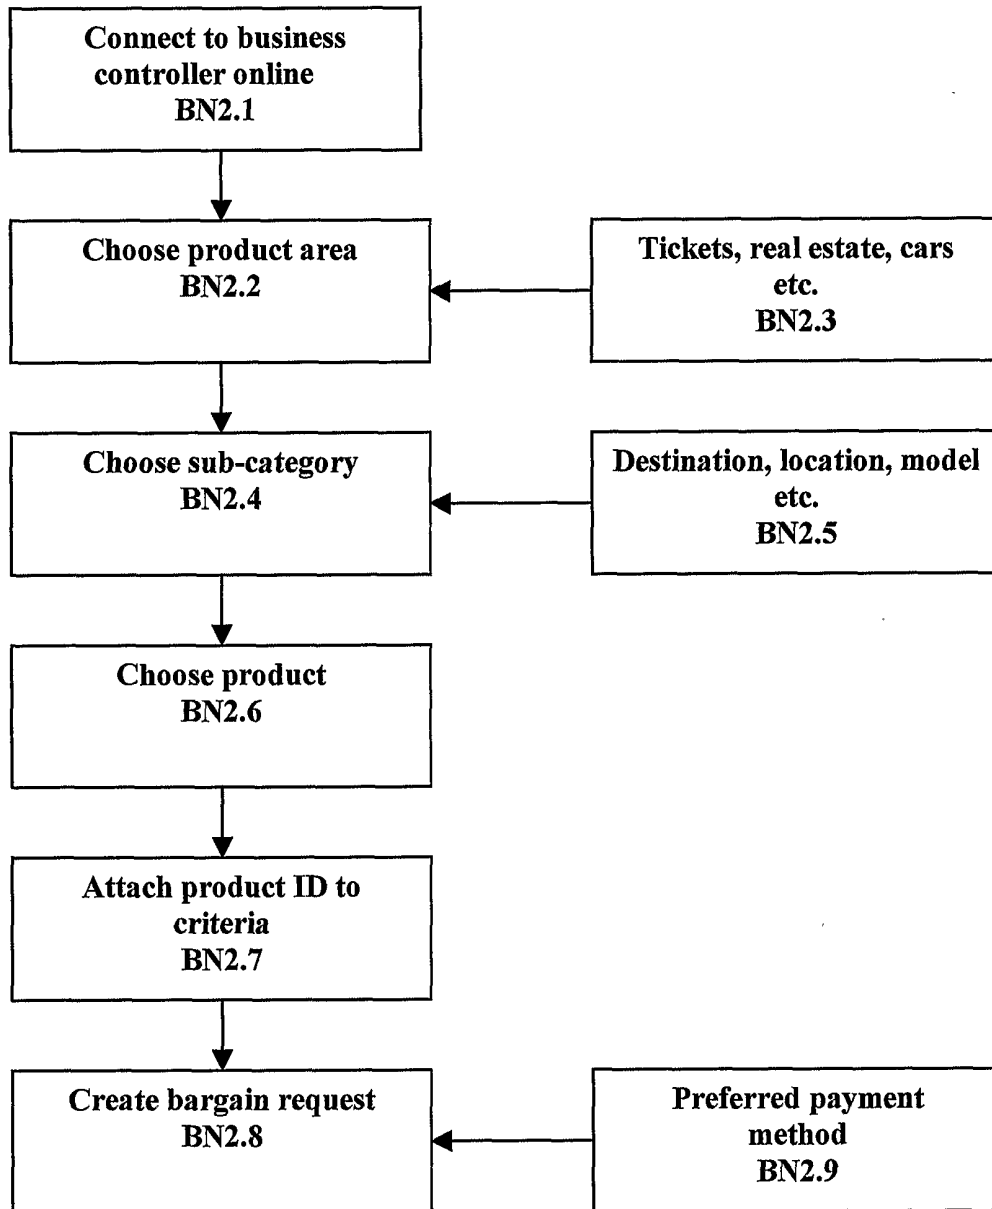 Connect to business
controller online
BN2.1
Choose product area
BN2.2
Tickets, real estate, cars
etc.
BN2.3
Choose sub-category
BN2.4
Destination, location, model
etc.
BN2.5
Choose product
BN2.6
Attach product ID to
criteria
BN2.7
Create bargain request
BN2.8
Preferred payment
method
BN2.9